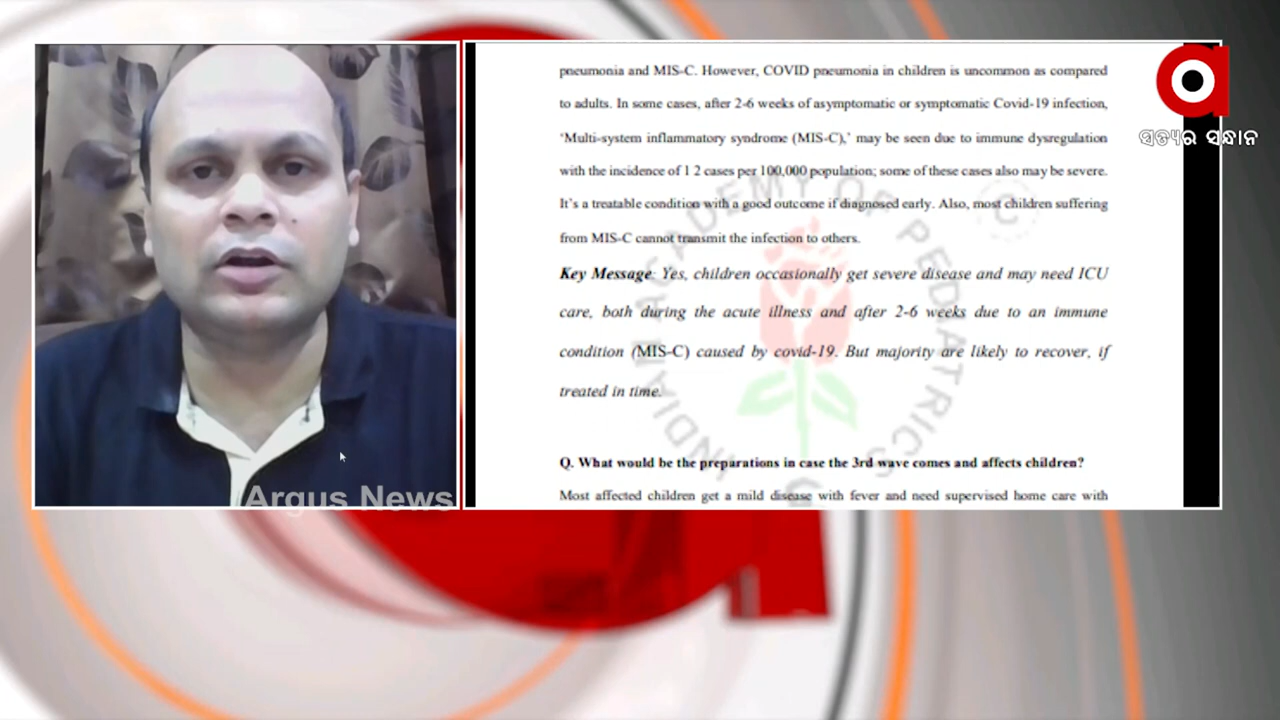 pneumonia and MIS-C. However, COVID pneumonia in children is uncommon as compared
to adults. In some cases, after 2-6 weeks of asymptomatic or symptomatic Covid-19 infection,
‘Multi-system inflammatory syndrome (MIS-C),’ may be seen due to immune dysregulation
with the incidence of 1 2 cases per 100,000 population; some of these cases also may be severe.
It’s a treatable condition with a good outcome if diagnosed early. Also, most children suffering
from MIS-C cannot transmit the infection to others.
Key Message: Yes, children occasionally get severe disease and may need ICU
care, both during the acute illness and after 2-6 weeks due to an immune
condition (MIS-C) caused by covid-19. But majority are likely to recover, if
treated in time.
Q. What would be the preparations in case the 3rd wave comes and affects children?
Most affected children get a mild disease with fever and need supervised home care with
INDIAN ACADEMY OF PEDIATRICS
ସତ୍ୟର ସନ୍ଧାନ
Argus News